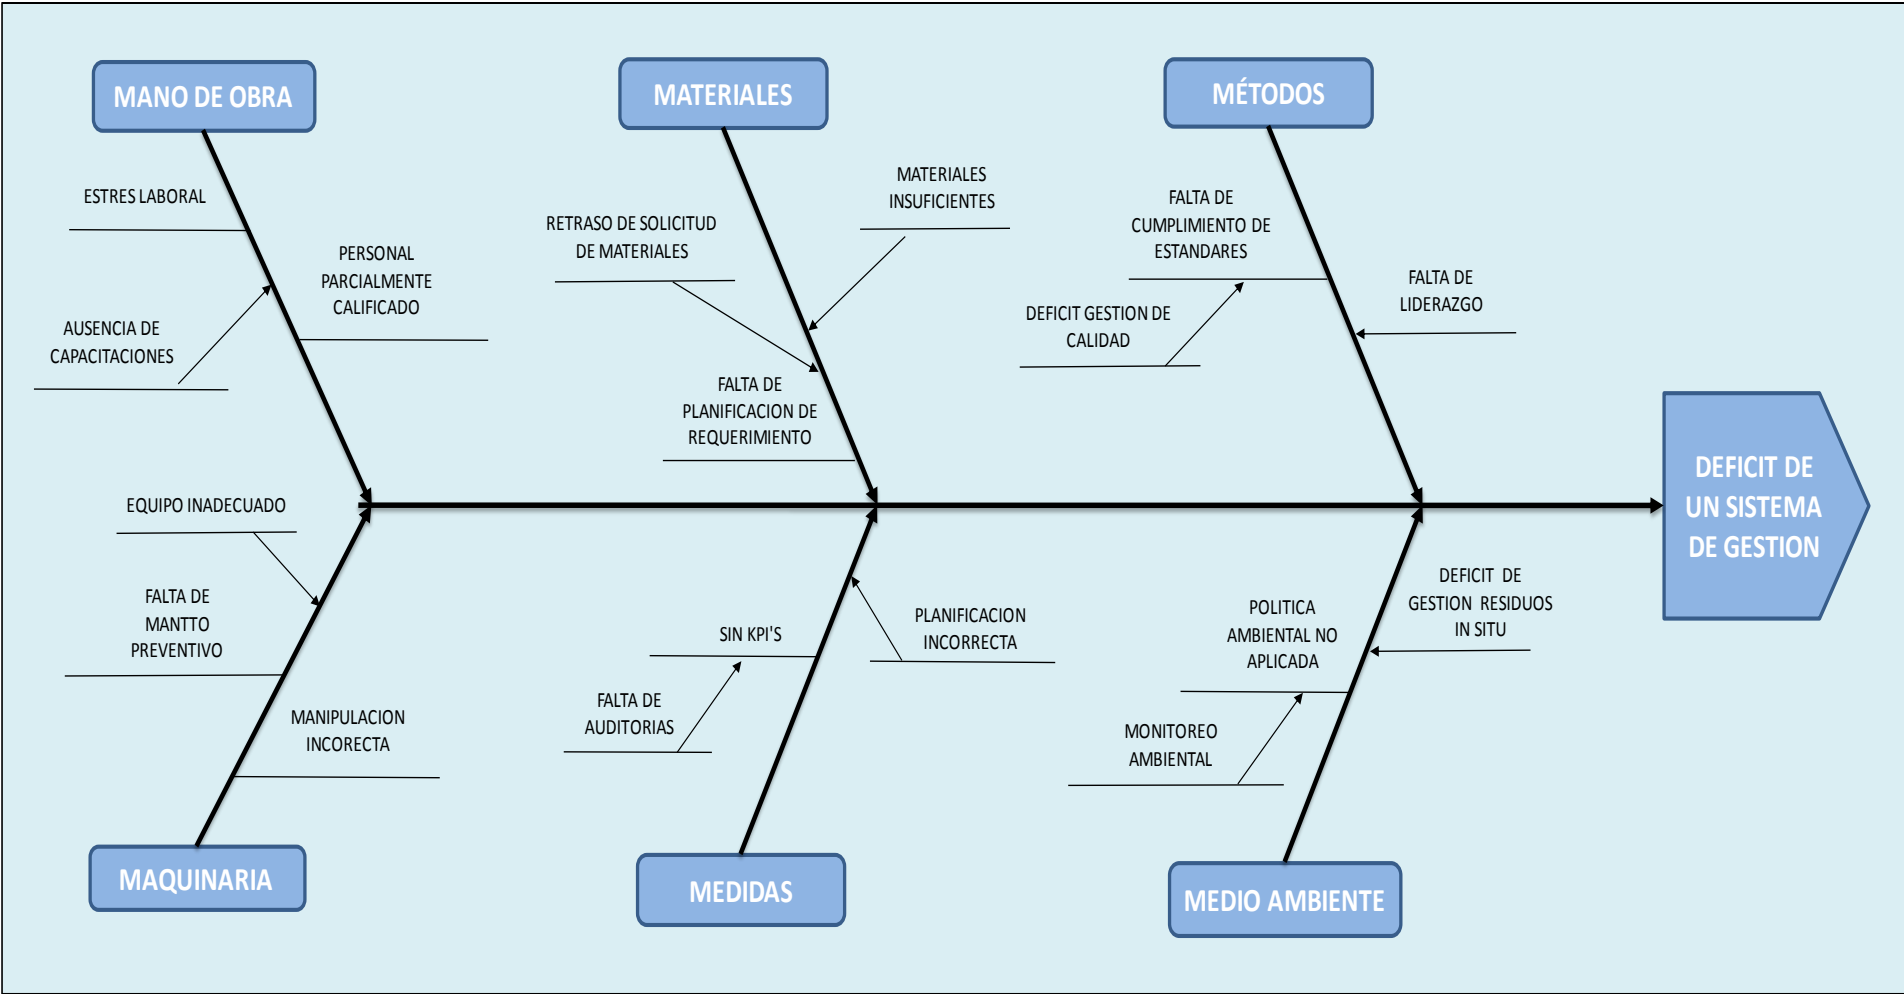 MANO DE OBRA
MATERIALES
MÉTODOS
ESTRES LABORAL
PERSONAL
PARCIALMENTE
CALIFICADO
AUSENCIA DE
CAPACITACIONES
RETRASO DE SOLICITUD
DE MATERIALES
MATERIALES
INSUFICIENTES
FALTA DE
PLANIFICACION DE
REQUERIMIENTO
FALTA DE
CUMPLIMIENTO DE
ESTANDARES
DEFICIT GESTION DE
CALIDAD
FALTA DE
LIDERAZGO
DEFICIT DE
UN SISTEMA
DE GESTION
EQUIPO INADECUADO
FALTA DE
MANTTO
PREVENTIVO
MANIPULACION
INCORECTA
SIN KPI'S
FALTA DE
AUDITORIAS
PLANIFICACION
INCORRECTA
POLITICA
AMBIENTAL NO
APLICADA
DEFICIT DE
GESTION RESIDUOS
IN SITU
MONITOREO
AMBIENTAL
MAQUINARIA
MEDIDAS
MEDIO AMBIENTE